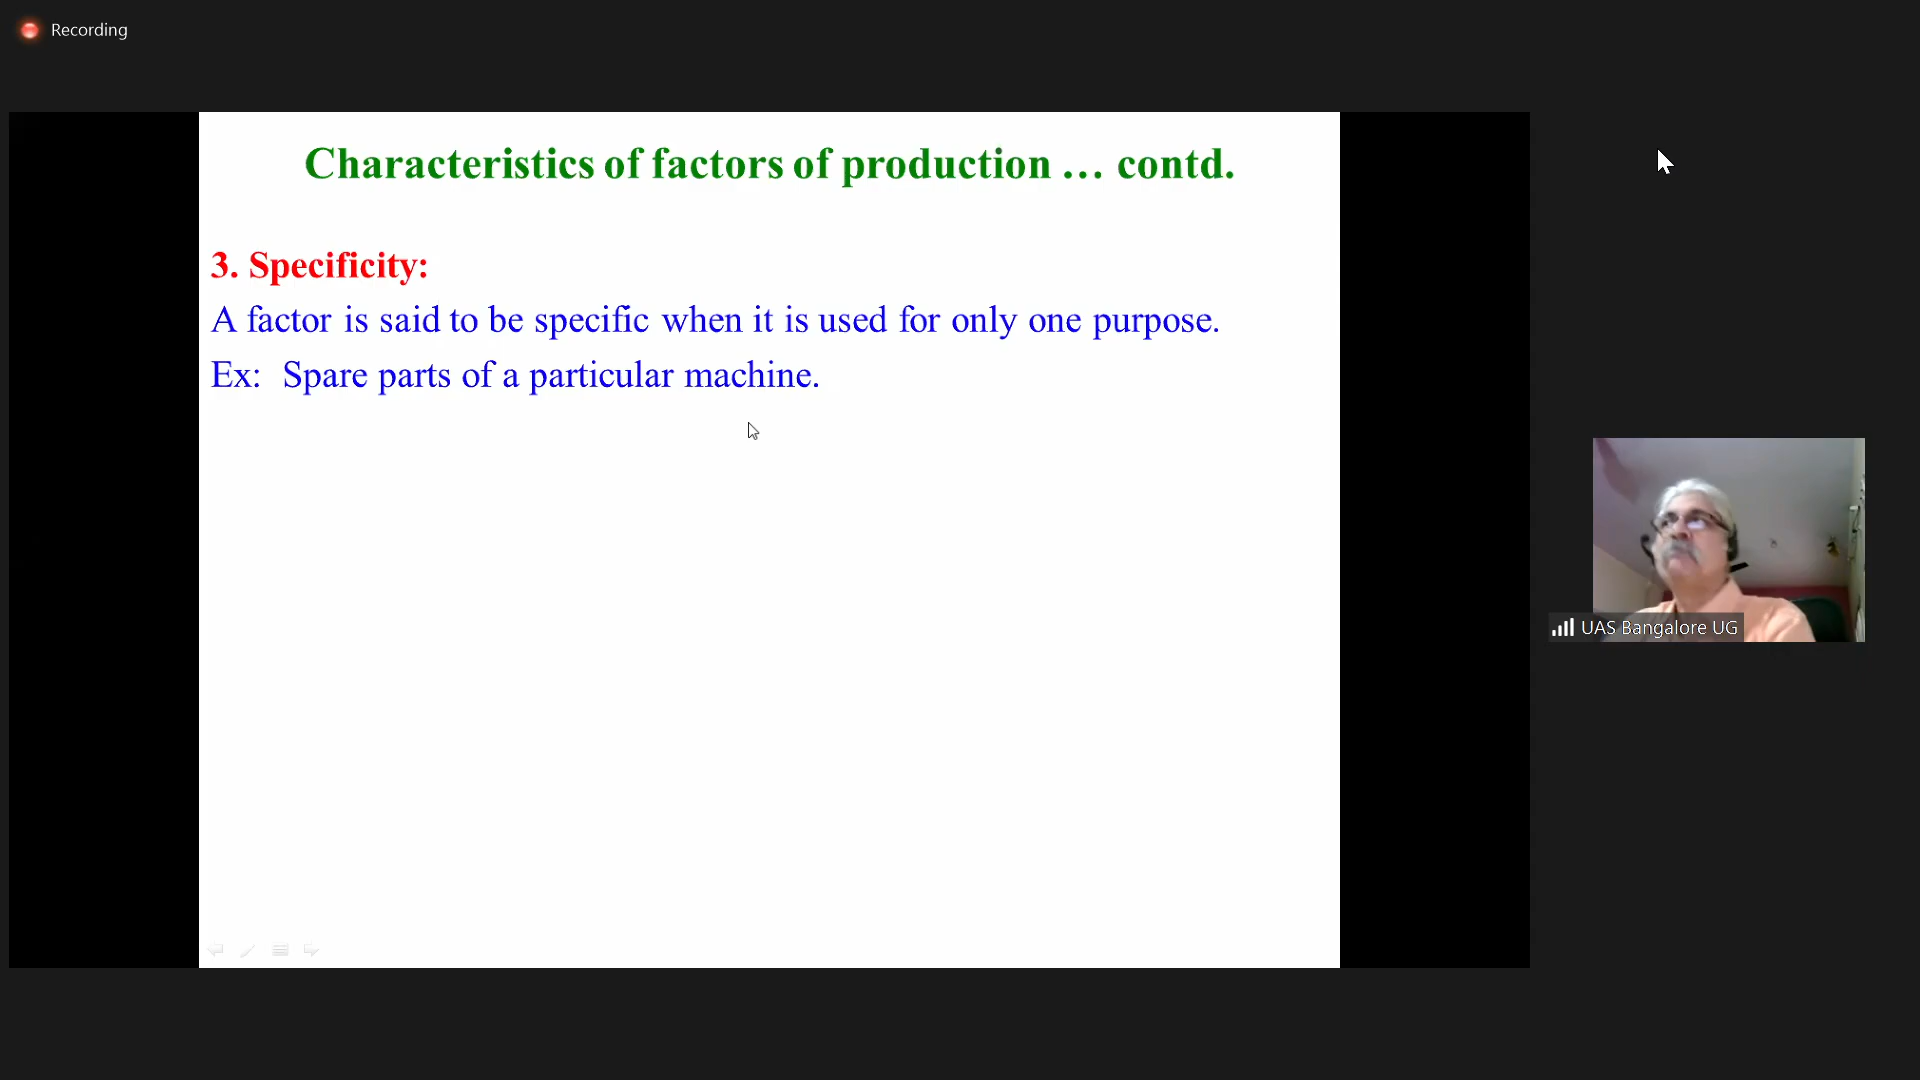 Recording
Characteristics of factors of production … contd.
3. Specificity:
A factor is said to be specific when it is used for only one purpose.
Ex: Spare parts of a particular machine.
UAS Bangalore UG